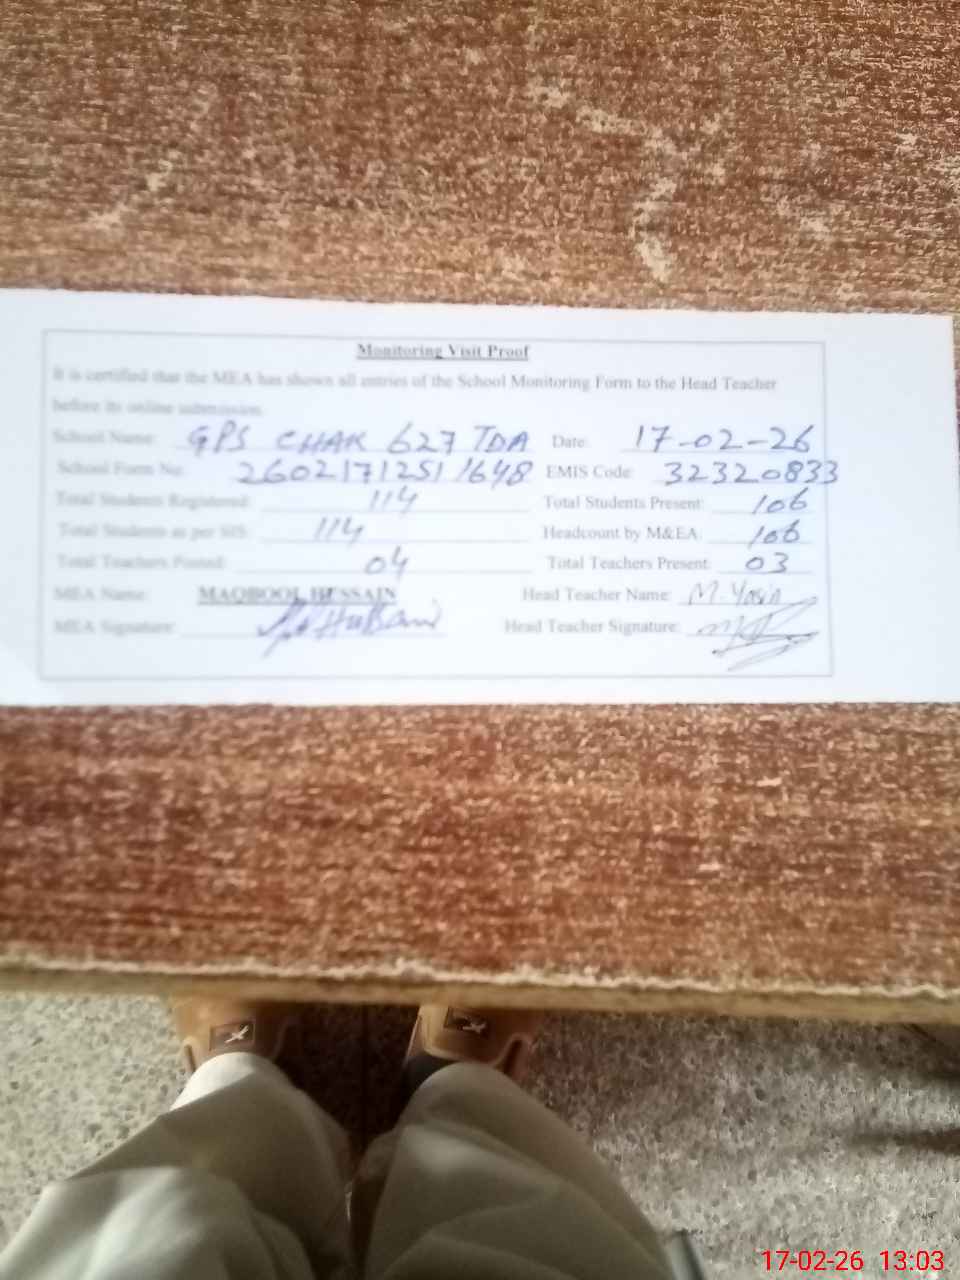 Monitoring Visit Proof
It is certified that the MEA has shown all entries of the School Monitoring Form to the Head Teacher
before its online submission.
School Name: GPS CHAK 627 TDA Date: 17-02-26
School Form No: 2602171251 1648 EMIS Code: 32320833
Total Students Registered: 114 Total Students Present: 106
Total Students as per SIS: 114 Headcount by M&EA: 106
Total Teachers Posted: 04 Total Teachers Present: 03
MEA Name: MAQBOOL HUSSAIN Head Teacher Name: M. Yasin
MEA Signature: Head Teacher Signature:
17-02-26 13:03